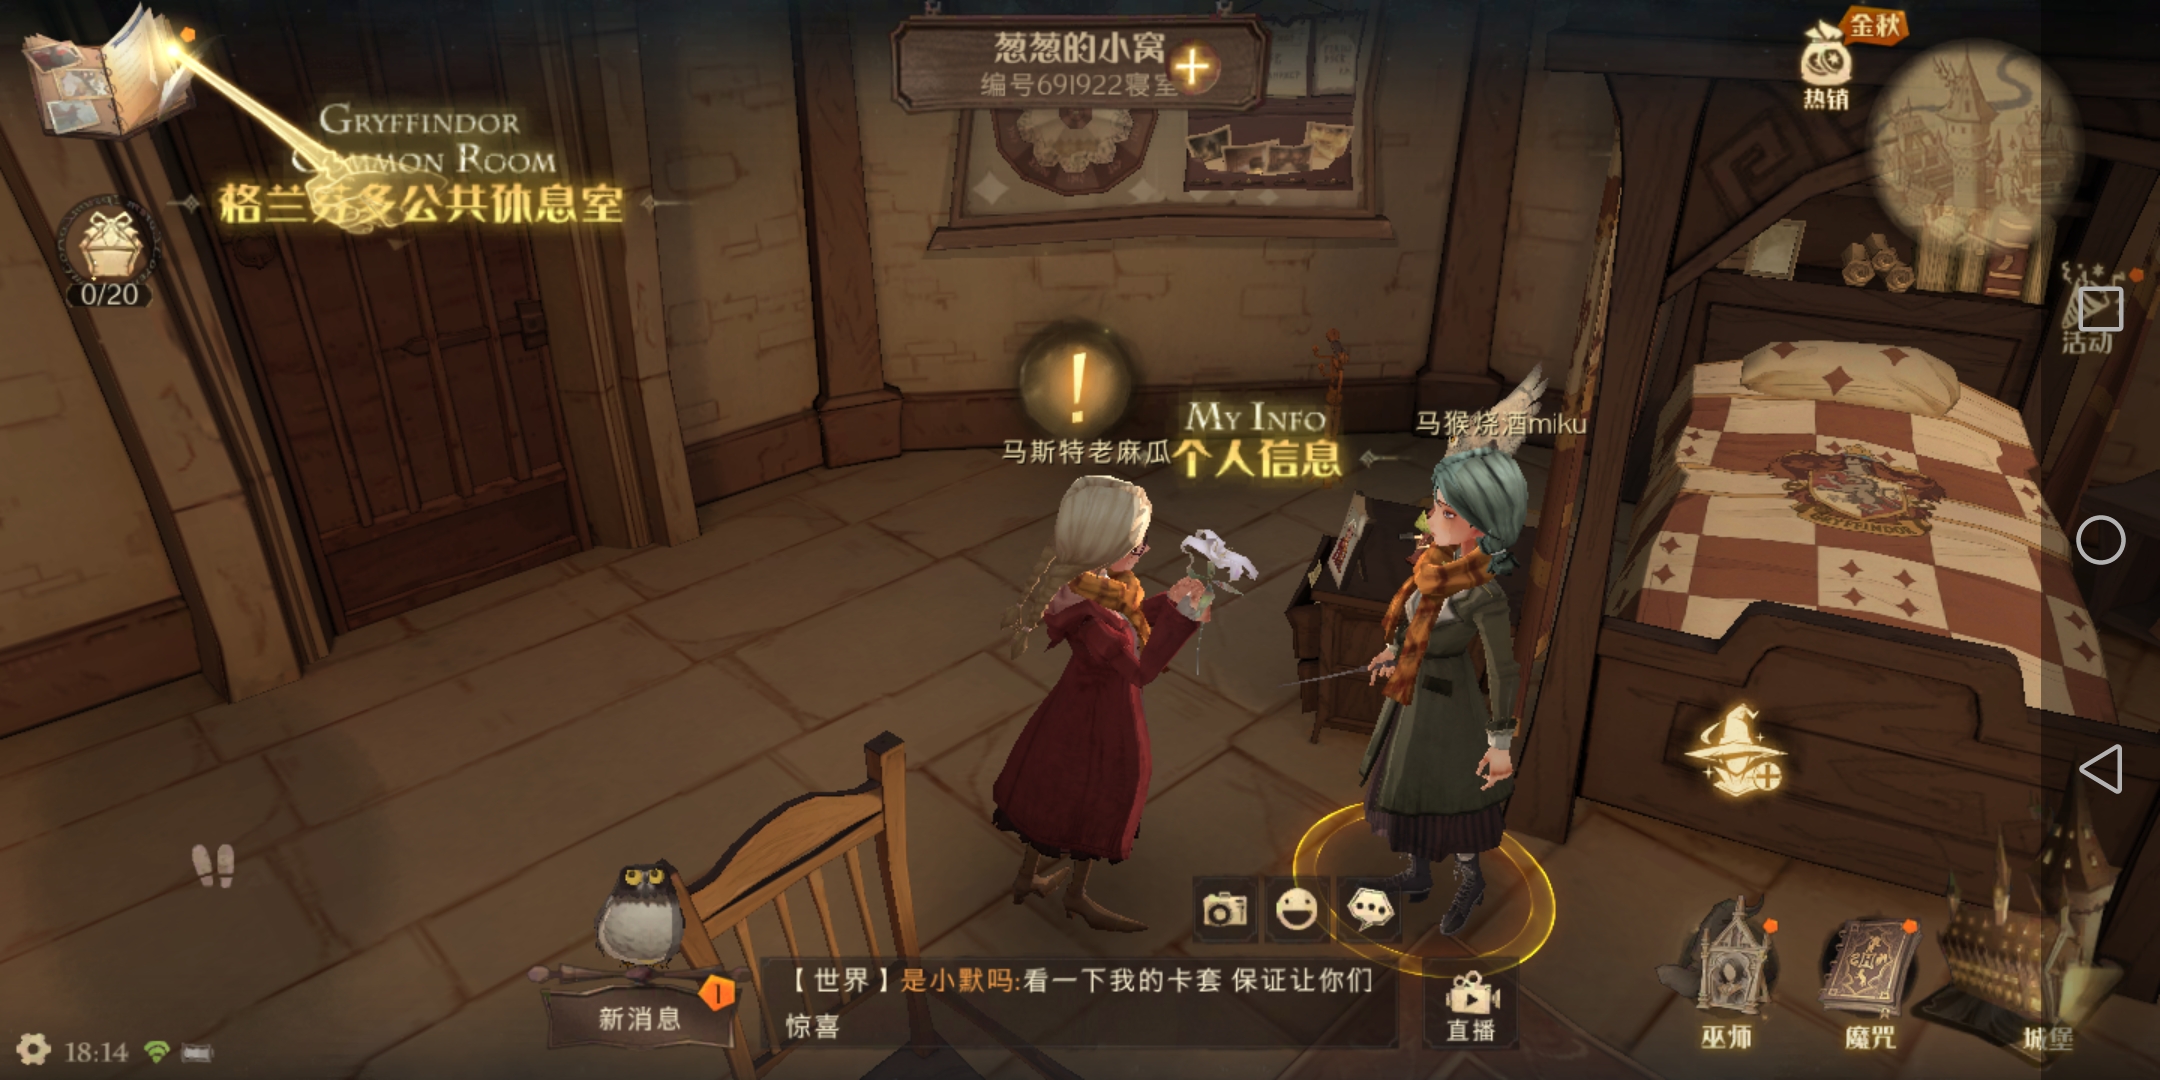 葱葱的小窝
编号691922寝室
金秋
热销
GRYFFINDOR
COMMON ROOM
格兰芬多公共休息室
0/20
活动
MY INFO
个人信息
马斯特老麻瓜
马猴烧酒miku
GRYFFINDOR
【世界】是小默吗:看一下我的卡套 保证让你们
惊喜
新消息
1
直播
巫师
魔咒
城堡
18:14